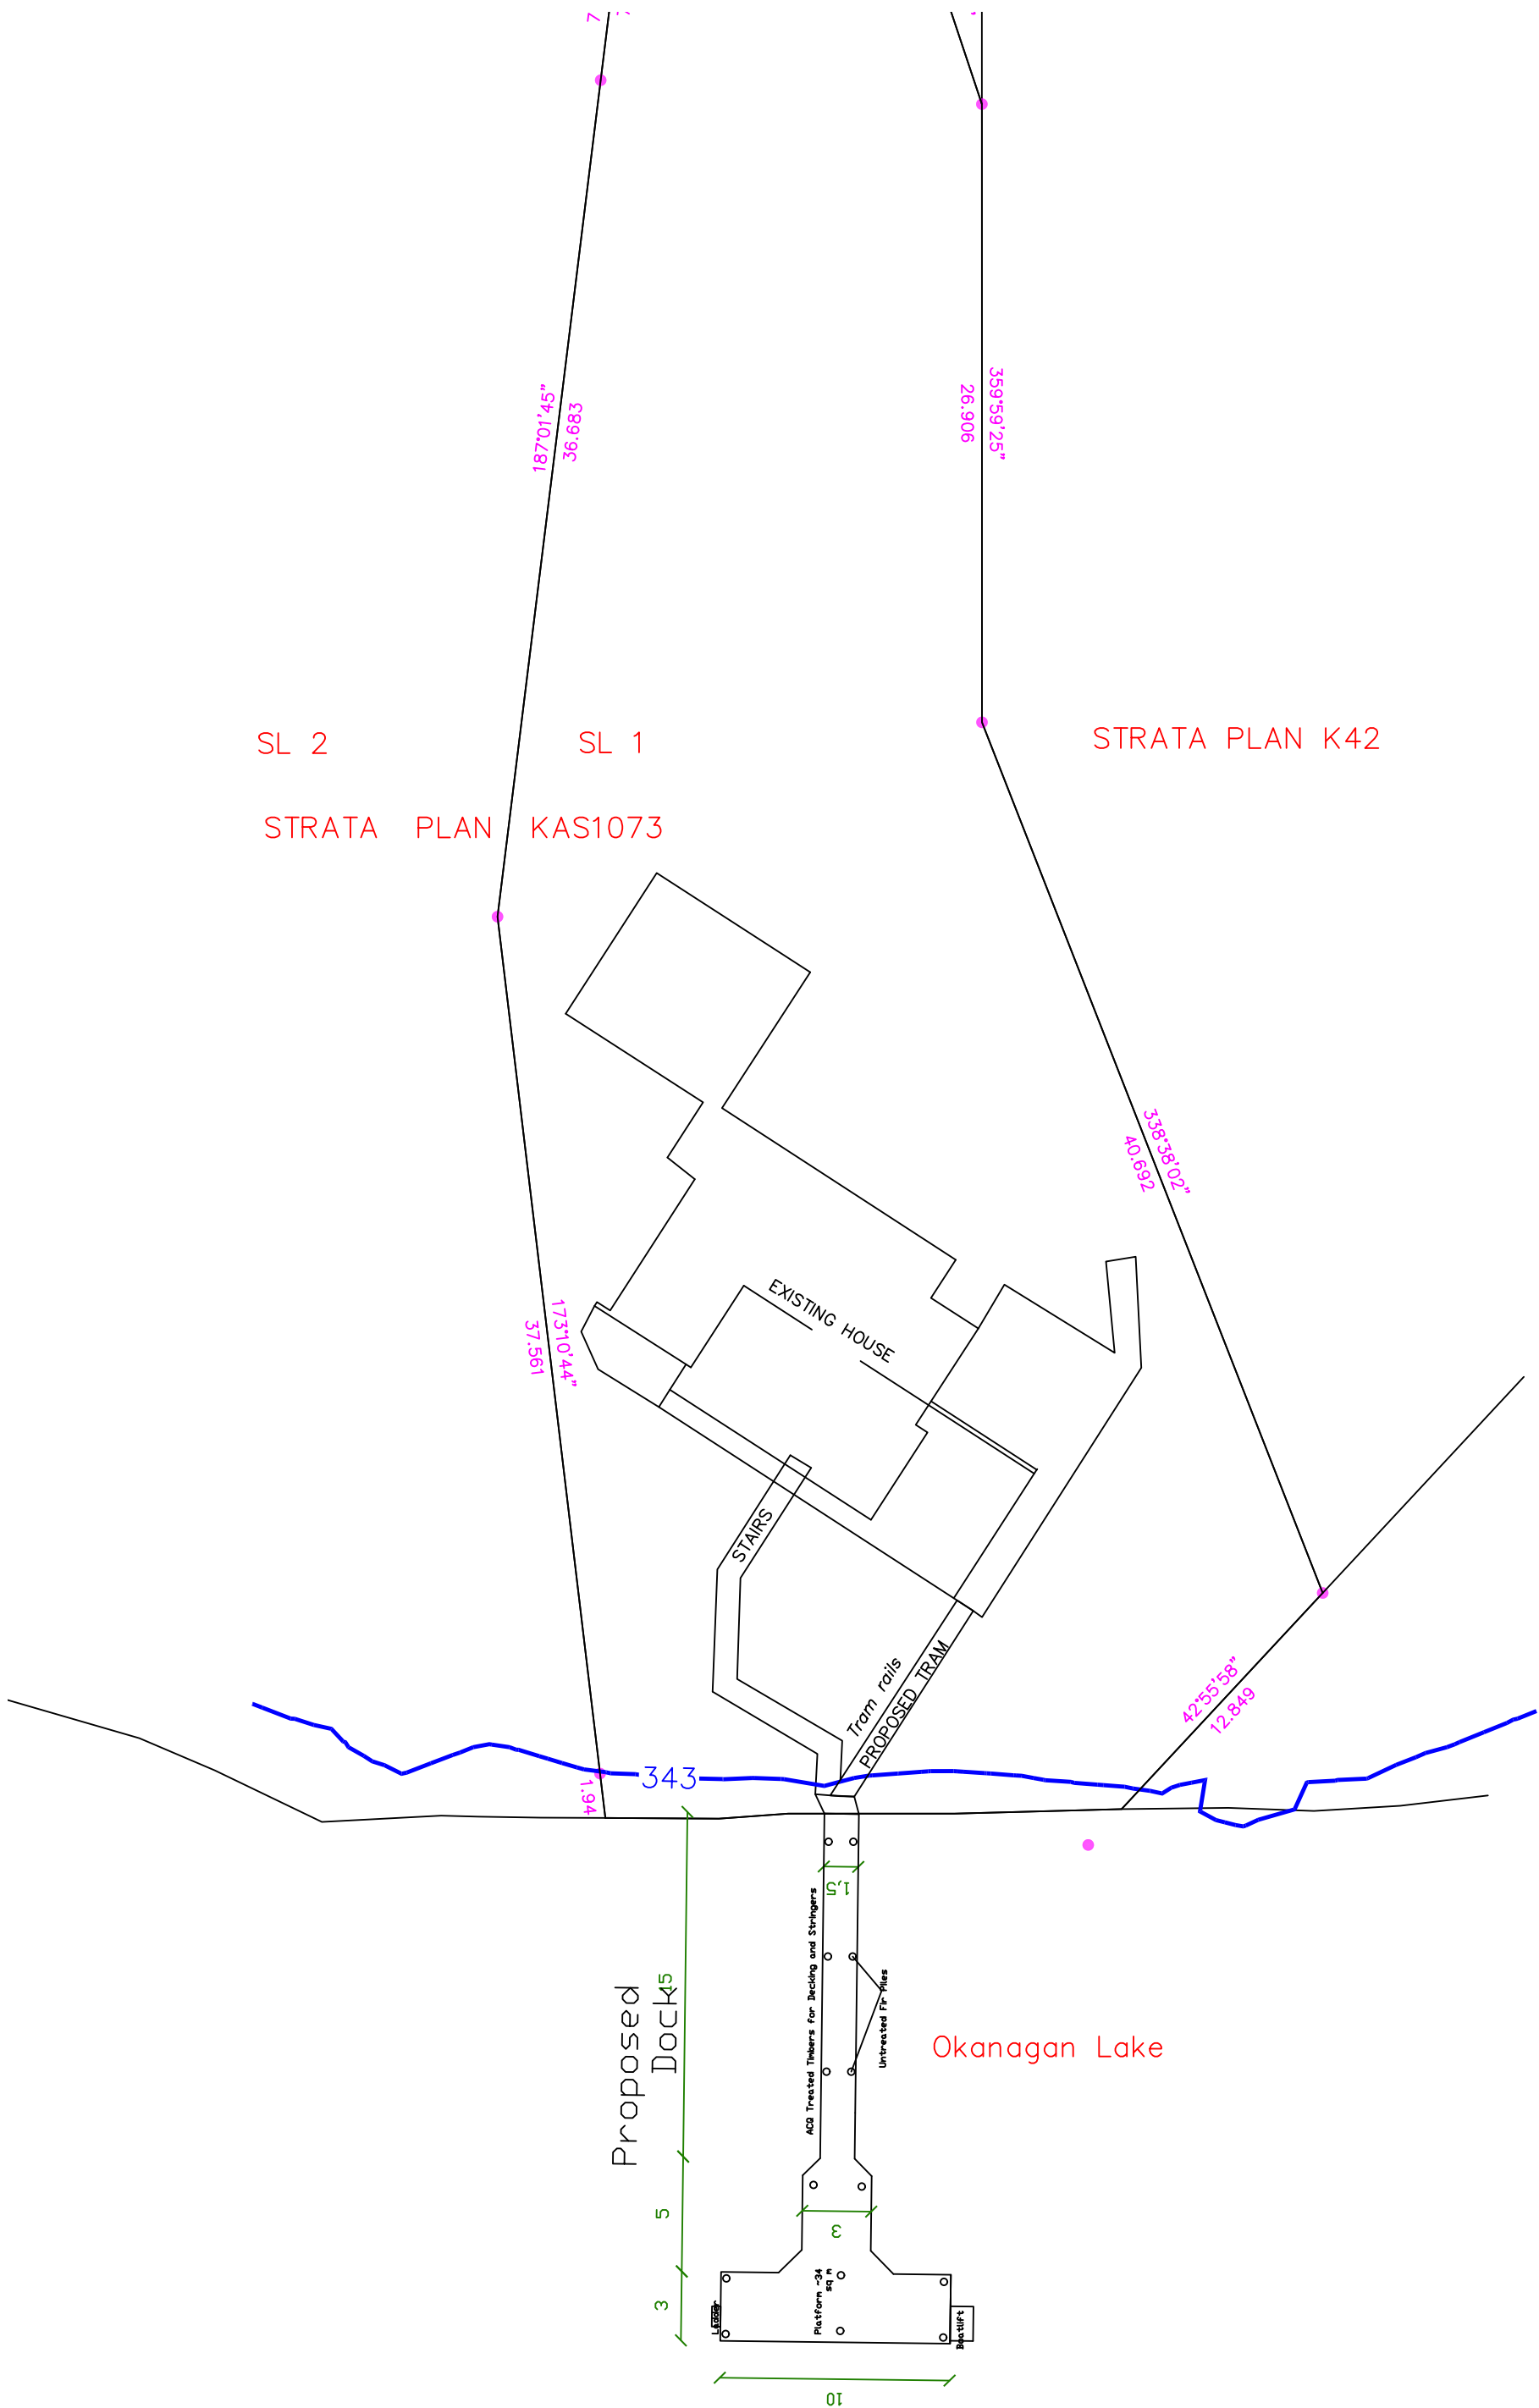 187°01'45"
36.683
359°59'25"
26.906
SL 2
SL 1
STRATA PLAN K42
STRATA PLAN KAS1073
338°38'02"
40.692
EXISTING HOUSE
173°10'44"
37.561
STAIRS
Tram rails
PROPOSED TRAM
42°55'58"
12.849
343
1.94
1,5
ACQ Treated Timbers for Decking and Stringers
Untreated Fir Piles
Proposed
Dock
15
Okanagan Lake
5
3
3
Platform -34
sq m
Ladder
Boatlift
10